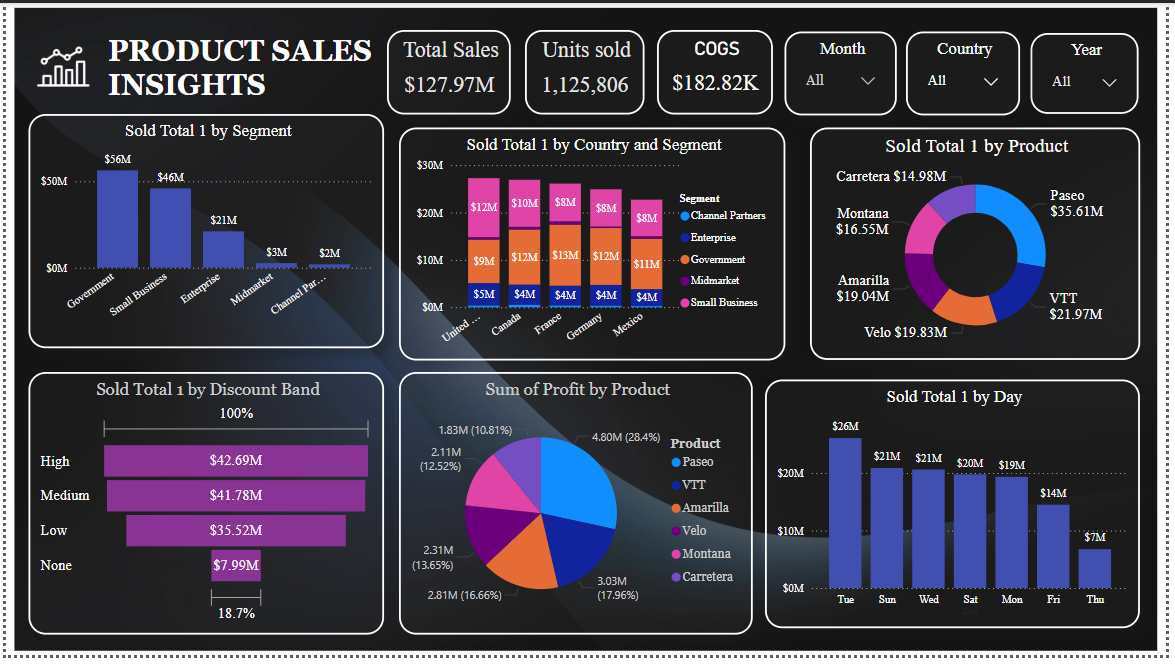 PRODUCT SALES
INSIGHTS
Total Sales
$127.97M
Units sold
1,125,806
COGS
$182.82K
Month
All
Country
All
Year
All
Sold Total 1 by Segment
$50M
$0M
$56M
$46M
$21M
$3M
$2M
Government
Small Business
Enterprise
Midmarket
Channel Par...
Sold Total 1 by Country and Segment
$30M
$20M
$10M
$0M
$12M
$10M
$8M
$8M
$8M
$9M
$12M
$13M
$12M
$11M
$5M
$4M
$4M
$4M
$4M
United ...
Canada
France
Germany
Mexico
Segment
Channel Partners
Enterprise
Government
Midmarket
Small Business
Sold Total 1 by Product
Carretera $14.98M
Paseo
$35.61M
Montana
$16.55M
Amarilla
$19.04M
VTT
$21.97M
Velo $19.83M
Sold Total 1 by Discount Band
100%
High
$42.69M
Medium
$41.78M
Low
$35.52M
None
$7.99M
18.7%
Sum of Profit by Product
1.83M (10.81%)
4.80M (28.4%)
2.11M
(12.52%)
2.31M
(13.65%)
2.81M (16.66%)
3.03M
(17.96%)
Product
Paseo
VTT
Amarilla
Velo
Montana
Carretera
Sold Total 1 by Day
$20M
$10M
$0M
$26M
$21M
$21M
$20M
$19M
$14M
$7M
Tue
Sun
Wed
Sat
Mon
Fri
Thu